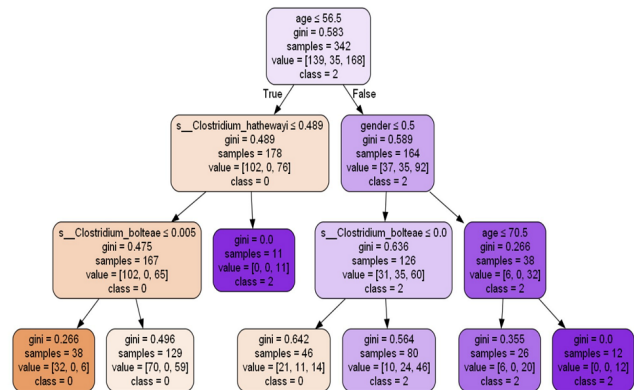 age ≤ 56.5
gini = 0.583
samples = 342
value = [139, 35, 168]
class = 2
True
False
s__Clostridium_hathewayi ≤ 0.489
gini = 0.489
samples = 178
value = [102, 0, 76]
class = 0
gender ≤ 0.5
gini = 0.589
samples = 164
value = [37, 35, 92]
class = 2
s__Clostridium_bolteae ≤ 0.005
gini = 0.475
samples = 167
value = [102, 0, 65]
class = 0
gini = 0.0
samples = 11
value = [0, 0, 11]
class = 2
s__Clostridium_bolteae ≤ 0.0
gini = 0.636
samples = 126
value = [31, 35, 60]
class = 2
age ≤ 70.5
gini = 0.266
samples = 38
value = [6, 0, 32]
class = 2
gini = 0.266
samples = 38
value = [32, 0, 6]
class = 0
gini = 0.496
samples = 129
value = [70, 0, 59]
class = 0
gini = 0.642
samples = 46
value = [21, 11, 14]
class = 0
gini = 0.564
samples = 80
value = [10, 24, 46]
class = 2
gini = 0.355
samples = 26
value = [6, 0, 20]
class = 2
gini = 0.0
samples = 12
value = [0, 0, 12]
class = 2